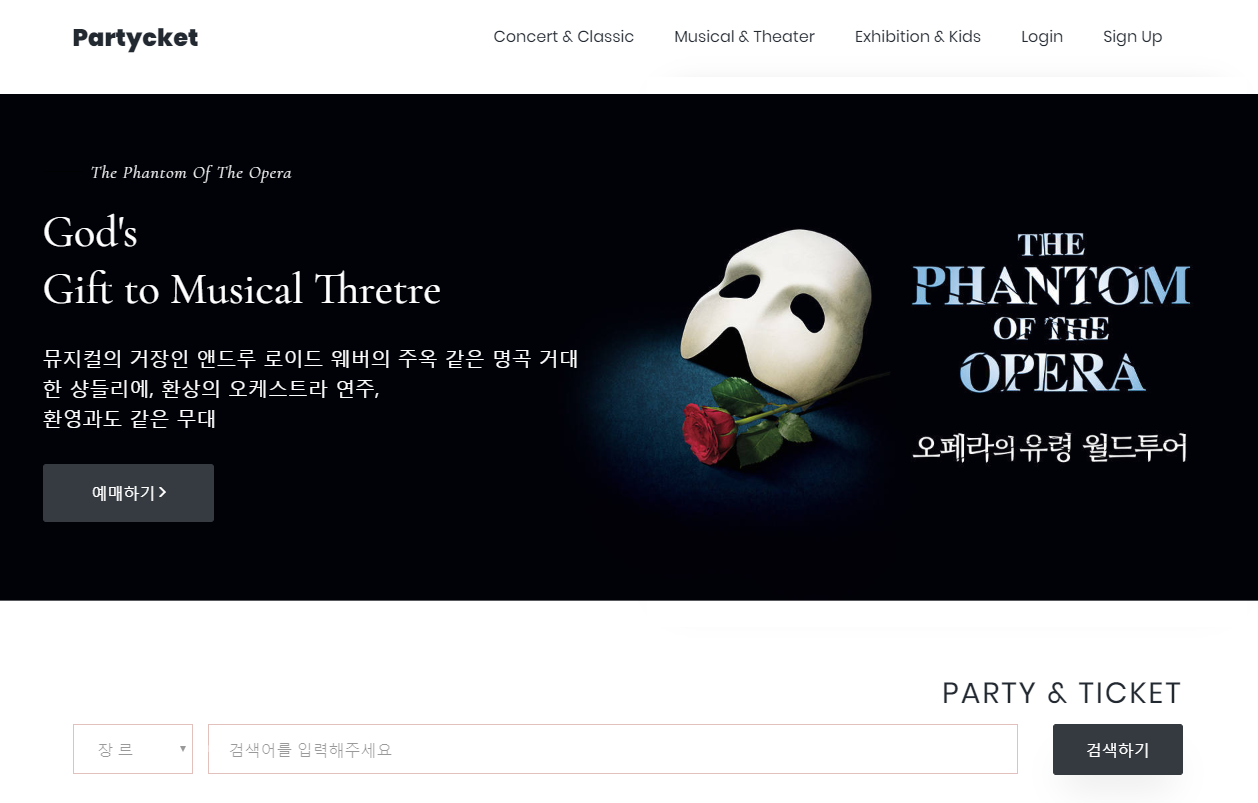 Partycket
Concert & Classic
Musical & Theater
Exhibition & Kids
Login
Sign Up
The Phantom Of The Opera
God's
Gift to Musical Thretre
뮤지컬의 거장인 앤드루 로이드 웨버의 주옥 같은 명곡 거대
한 샹들리에, 환상의 오케스트라 연주,
환영과도 같은 무대
예매하기
THE
PHANTOM
OF THE
OPERA
오페라의 유령 월드투어
PARTY & TICKET
장 르
검색어를 입력해주세요
검색하기